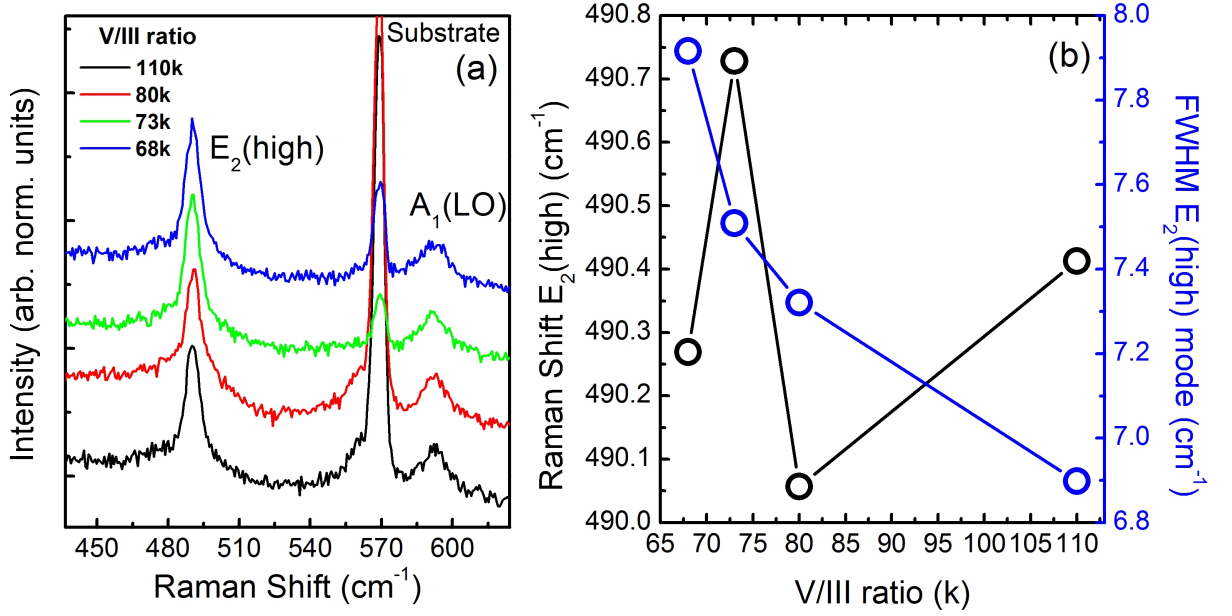 V/III ratio
110k
80k
73k
68k
Substrate
(a)
E₂(high)
A₁(LO)
Intensity (arb. norm. units)
450 480 510 540 570 600
Raman Shift (cm⁻¹)
(b)
490.8
490.7
490.6
490.5
490.4
490.3
490.2
490.1
490.0
Raman Shift E₂(high) (cm⁻¹)
65 70 75 80 85 90 95 100 105 110
V/III ratio (k)
8.0
7.8
7.6
7.4
7.2
7.0
6.8
FWHM E₂(high) mode (cm⁻¹)